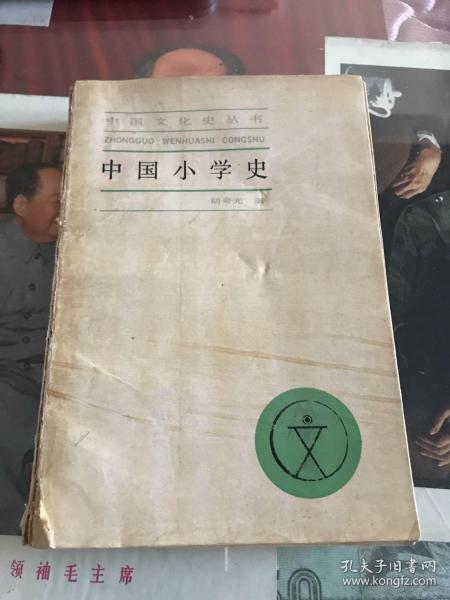 中国文化史丛书
ZHONGGUO WENHUASHI CONGSHU
中国小学史
胡奇光 著
领袖毛主席
孔夫子旧书网
www.kongfz.com